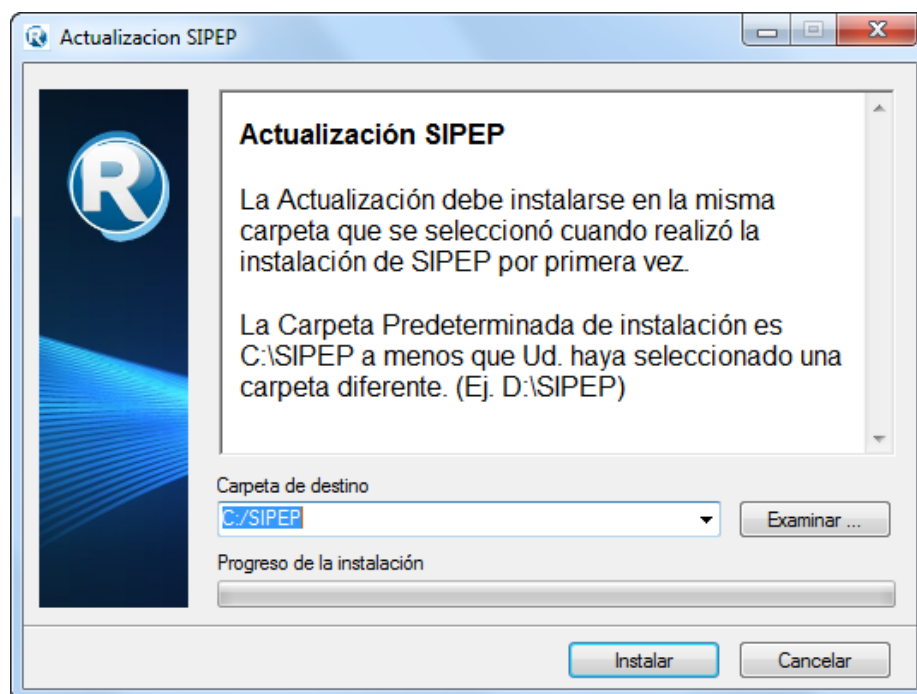 Actualizacion SIPEP
R
Actualización SIPEP
La Actualización debe instalarse en la misma
carpeta que se seleccionó cuando realizó la
instalación de SIPEP por primera vez.
La Carpeta Predeterminada de instalación es
C:\SIPEP a menos que Ud. haya seleccionado una
carpeta diferente. (Ej. D:\SIPEP)
Carpeta de destino
C:/SIPEP
Examinar ...
Progreso de la instalación
Instalar
Cancelar